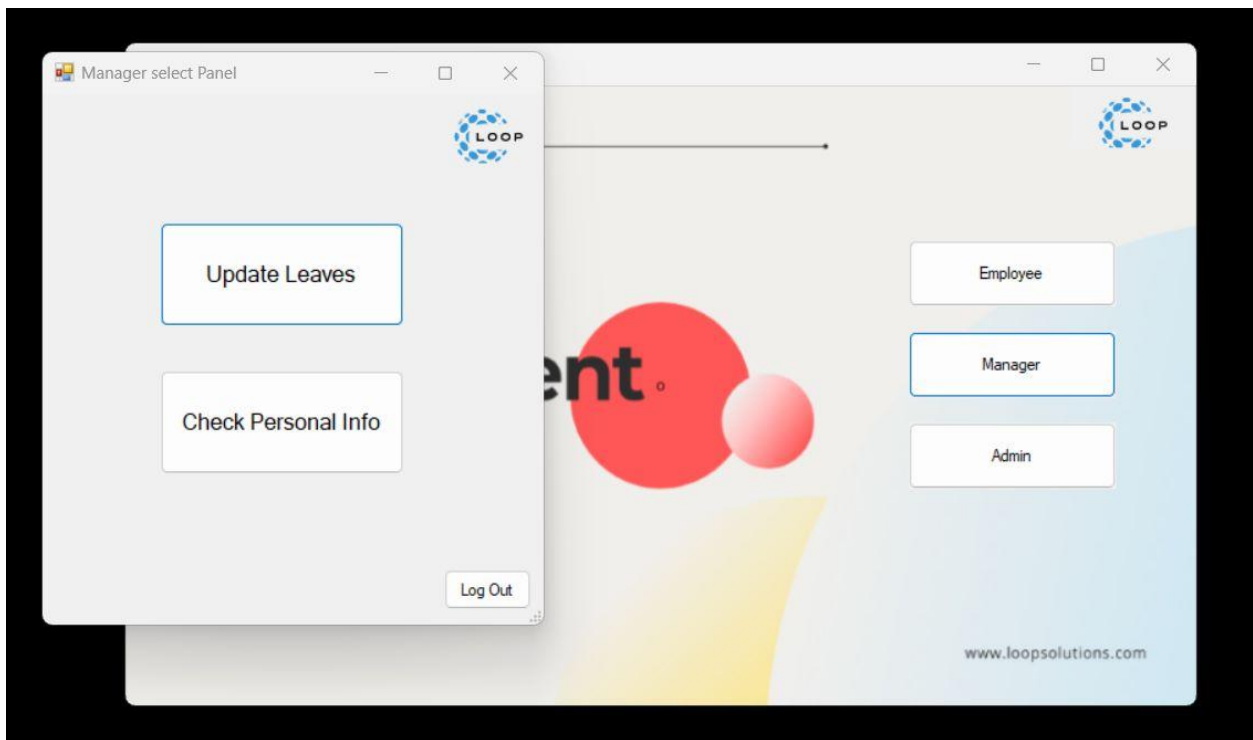 Manager select Panel
LOOP
Update Leaves
Check Personal Info
Log Out
LOOP
Employee
ent
Manager
Admin
www.loopsolutions.com